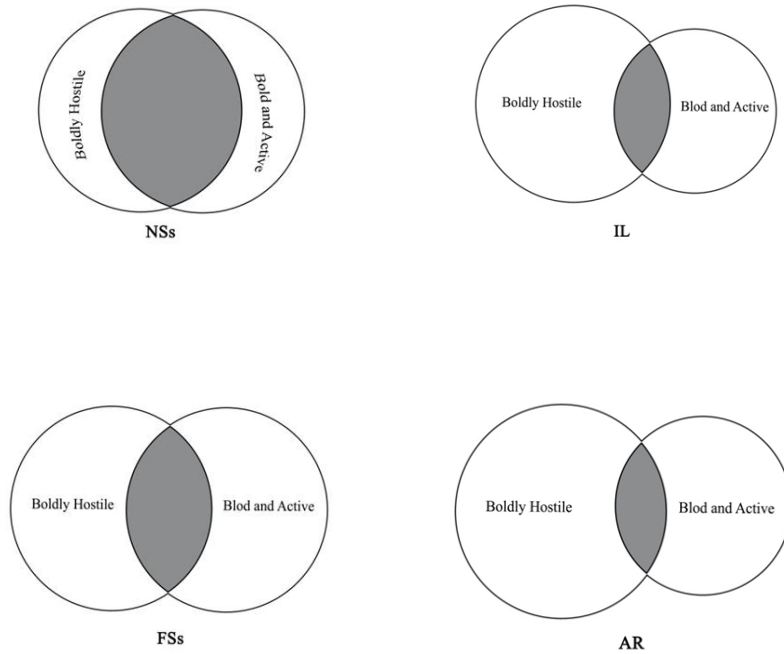 Boldly Hostile
Bold and Active
NSs
Boldly Hostile
Blod and Active
IL
Boldly Hostile
Blod and Active
FSs
Boldly Hostile
Blod and Active
AR